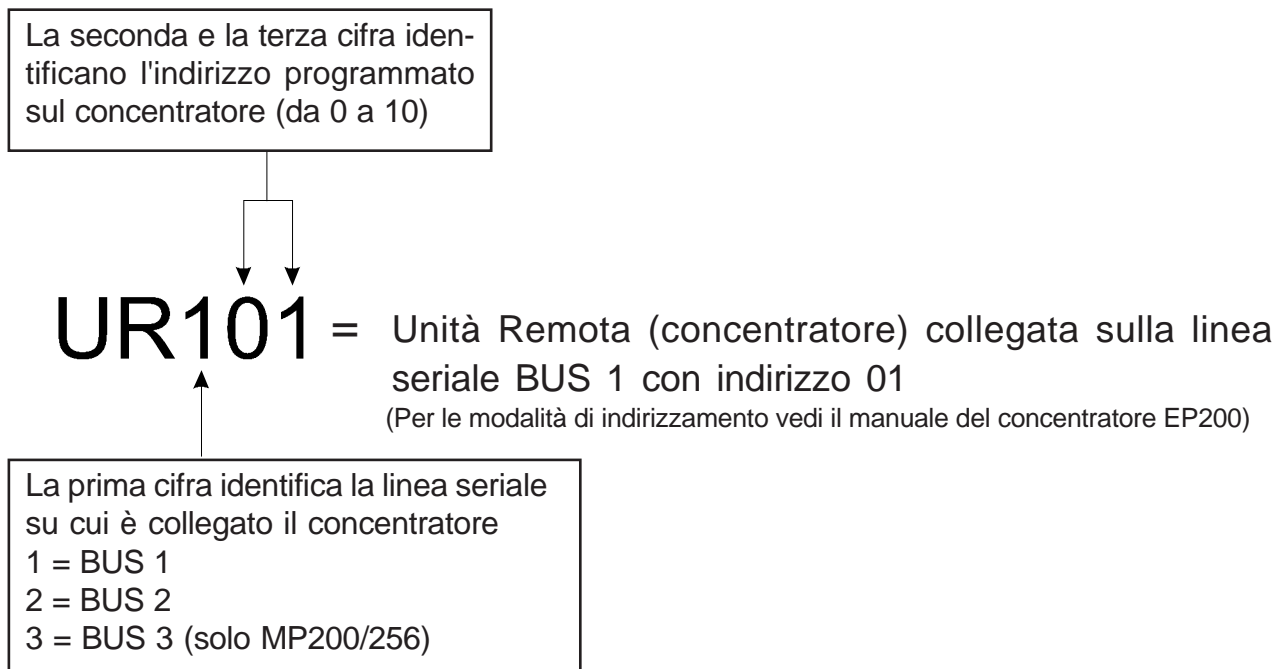 La seconda e la terza cifra iden-
tificano l'indirizzo programmato
sul concentratore (da 0 a 10)
UR101 = Unità Remota (concentratore) collegata sulla linea
seriale BUS 1 con indirizzo 01
(Per le modalità di indirizzamento vedi il manuale del concentratore EP200)
La prima cifra identifica la linea seriale
su cui è collegato il concentratore
1 = BUS 1
2 = BUS 2
3 = BUS 3 (solo MP200/256)